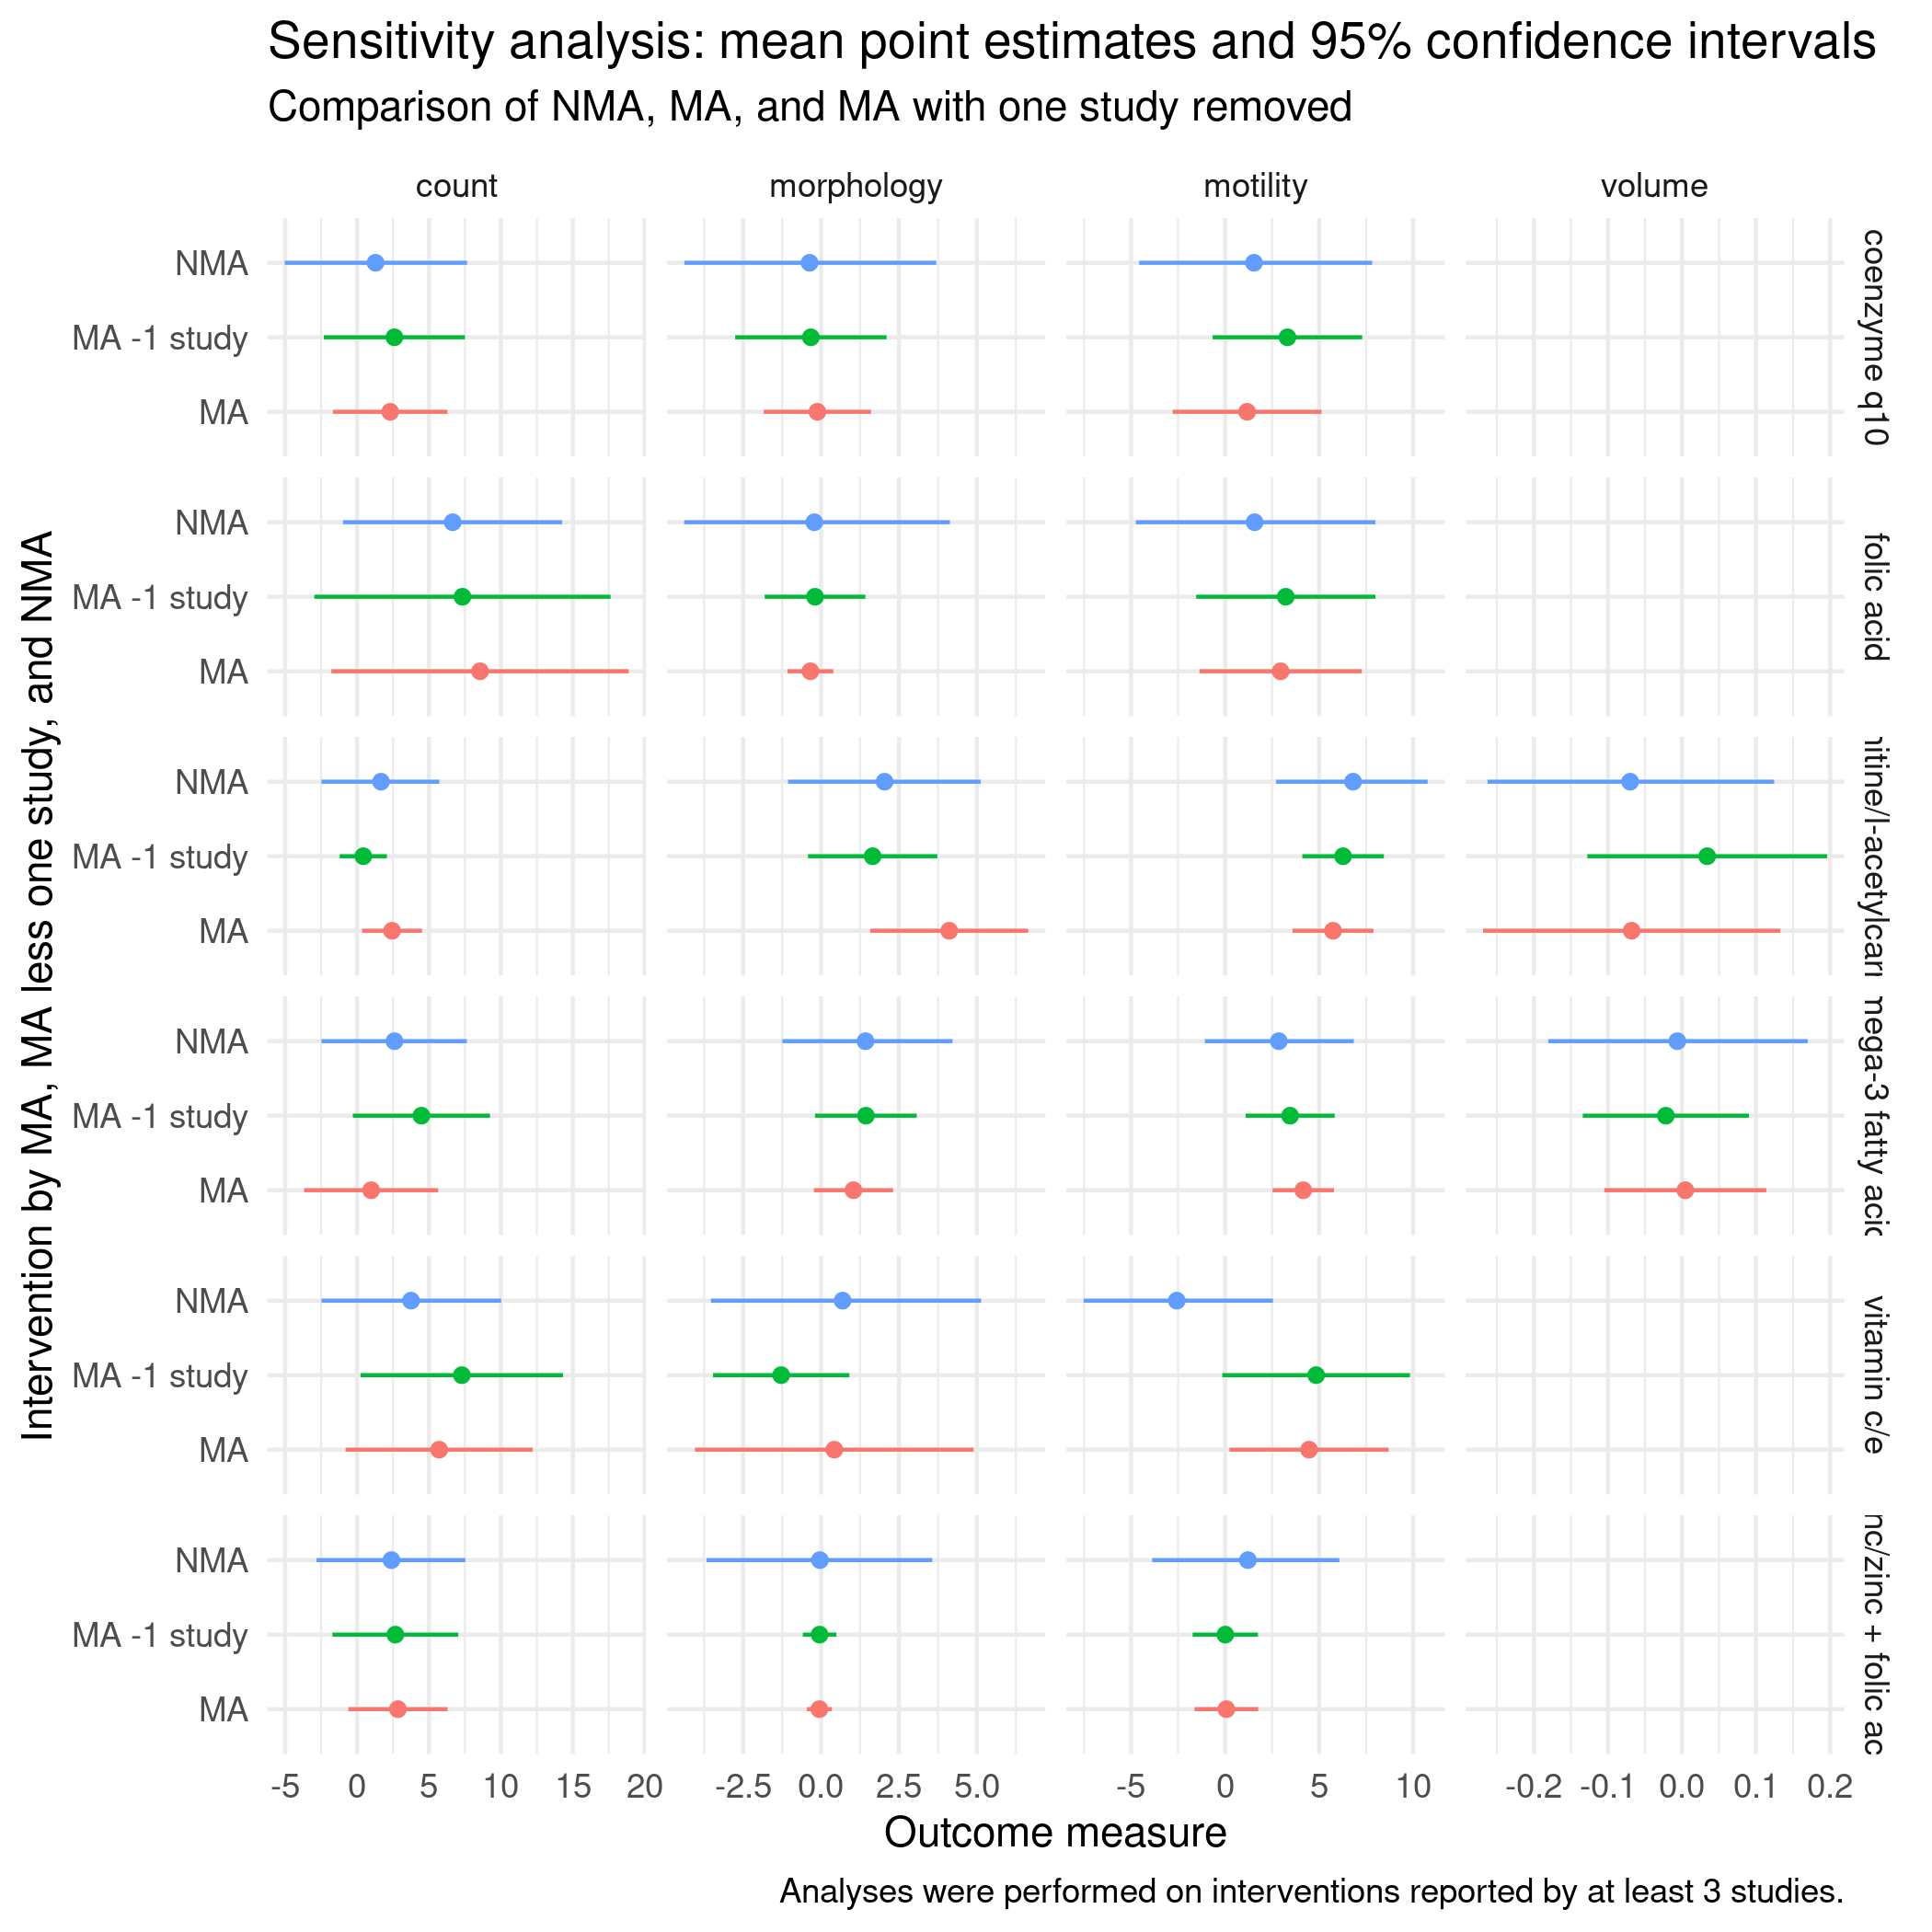 Sensitivity analysis: mean point estimates and 95% confidence intervals
Comparison of NMA, MA, and MA with one study removed
count morphology motility volume
Intervention by MA, MA less one study, and NMA
NMA
MA -1 study
MA
coenzyme q10
NMA
MA -1 study
MA
folic acid
NMA
MA -1 study
MA
nitine/l-acetylcarn
NMA
MA -1 study
MA
mega-3 fatty acid
NMA
MA -1 study
MA
vitamin c/e
NMA
MA -1 study
MA
nc/zinc + folic ac
-5 0 5 10 15 20 -2.5 0.0 2.5 5.0 -5 0 5 10 -0.2 -0.1 0.0 0.1 0.2
Outcome measure
Analyses were performed on interventions reported by at least 3 studies.